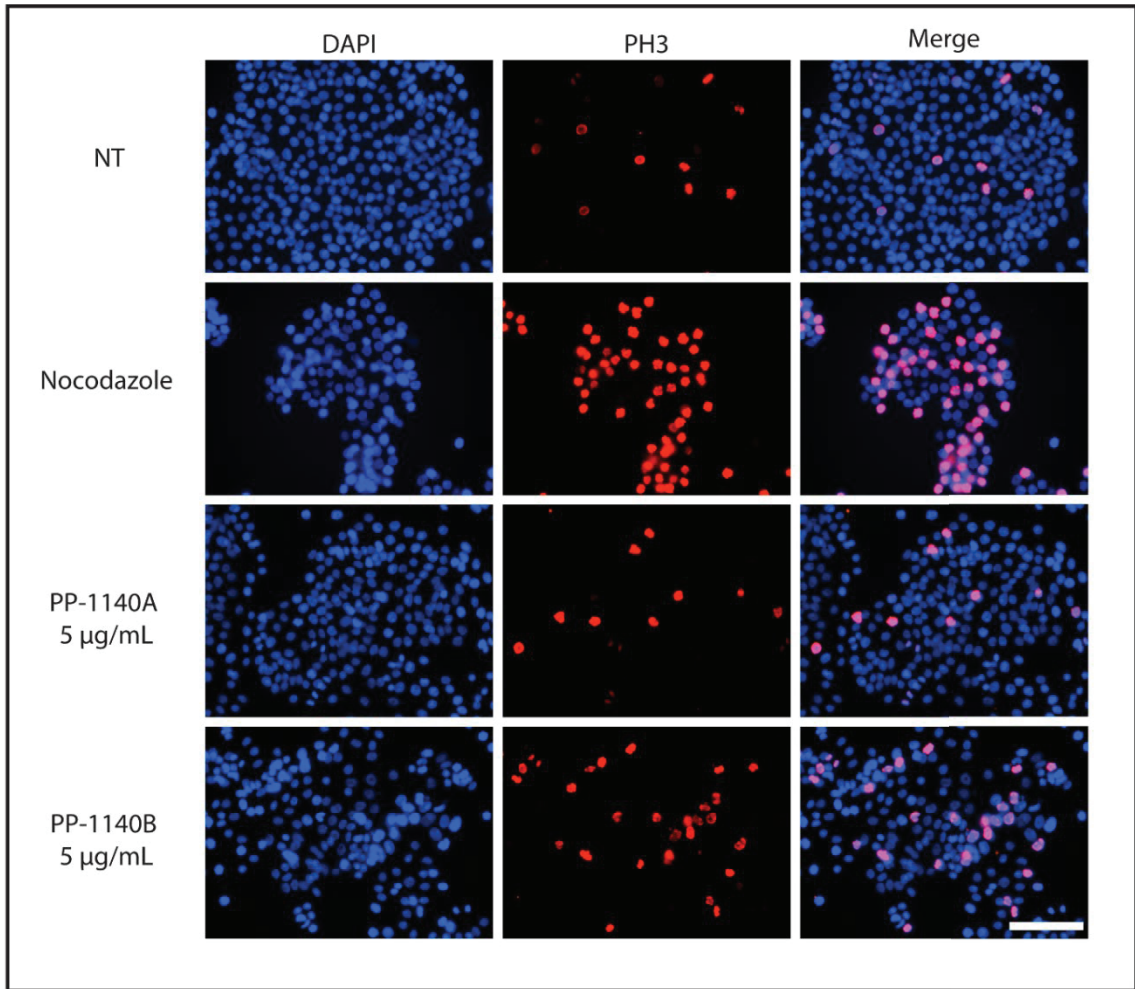 DAPI PH3 Merge
NT
Nocodazole
PP-1140A
5 µg/mL
PP-1140B
5 µg/mL